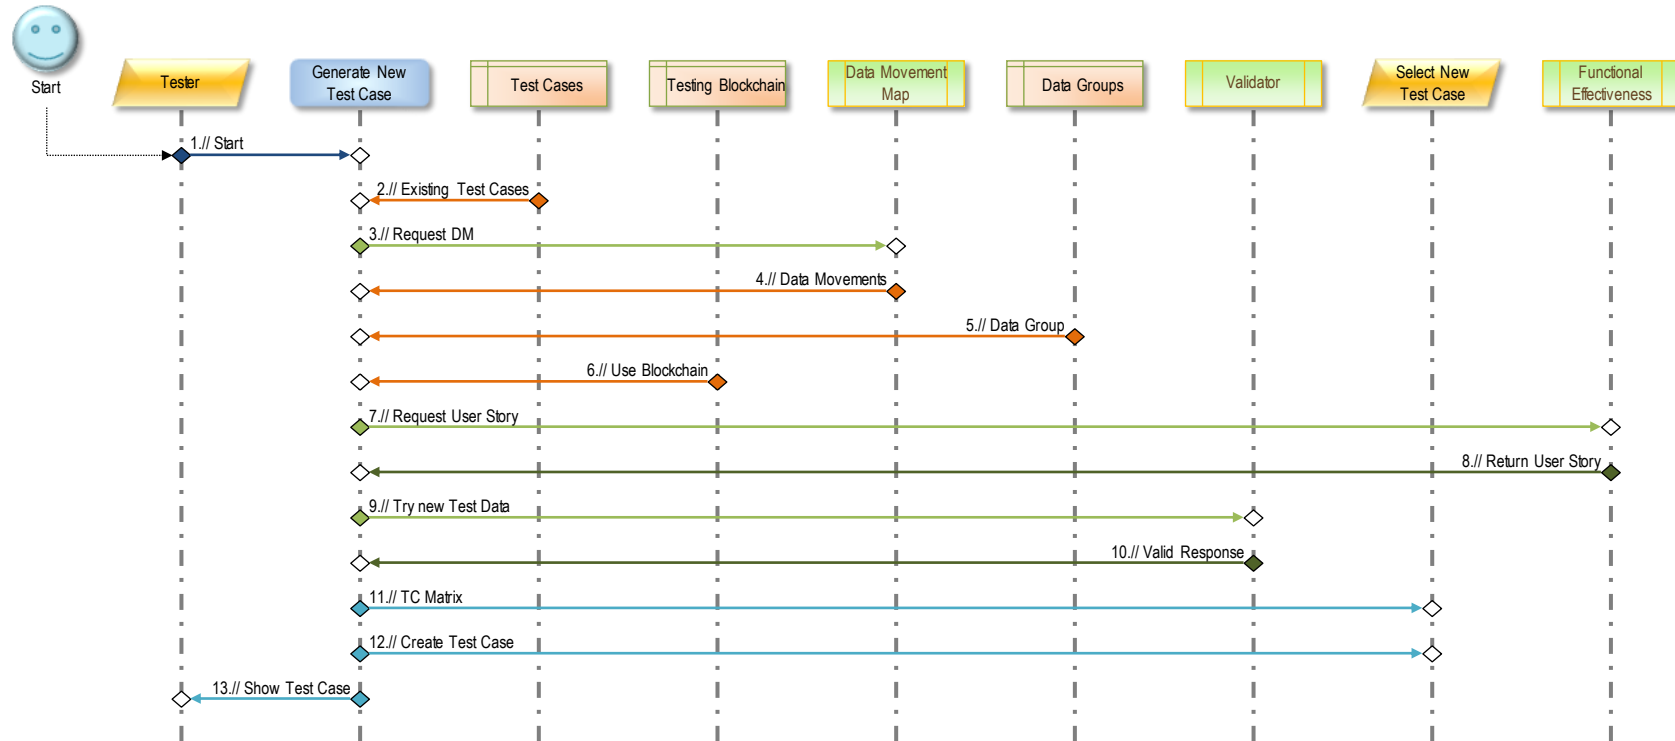 Start
Tester
Generate New
Test Case
Test Cases
Testing Blockchain
Data Movement
Map
Data Groups
Validator
Select New
Test Case
Functional
Effectiveness
1.// Start
2.// Existing Test Cases
3.// Request DM
4.// Data Movements
5.// Data Group
6.// Use Blockchain
7.// Request User Story
8.// Return User Story
9.// Try new Test Data
10.// Valid Response
11.// TC Matrix
12.// Create Test Case
13.// Show Test Case